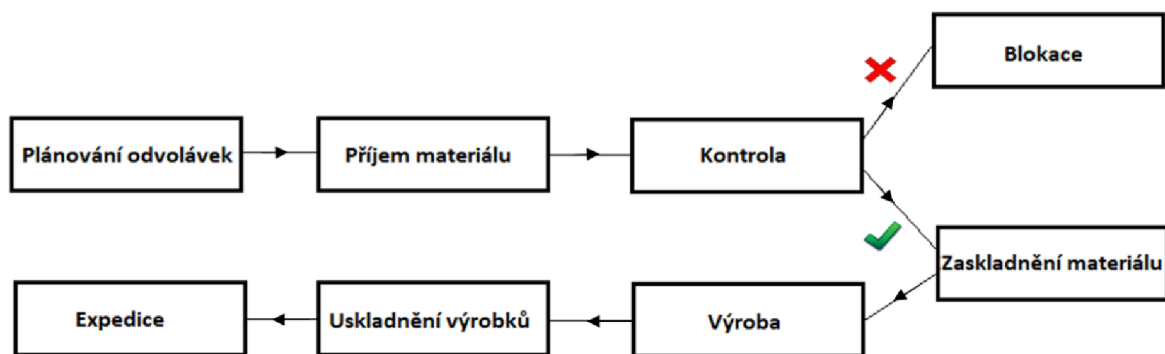 Blokace
Plánování odvolávek
Příjem materiálu
Kontrola
Zaskladnění materiálu
Expedice
Uskladnění výrobků
Výroba